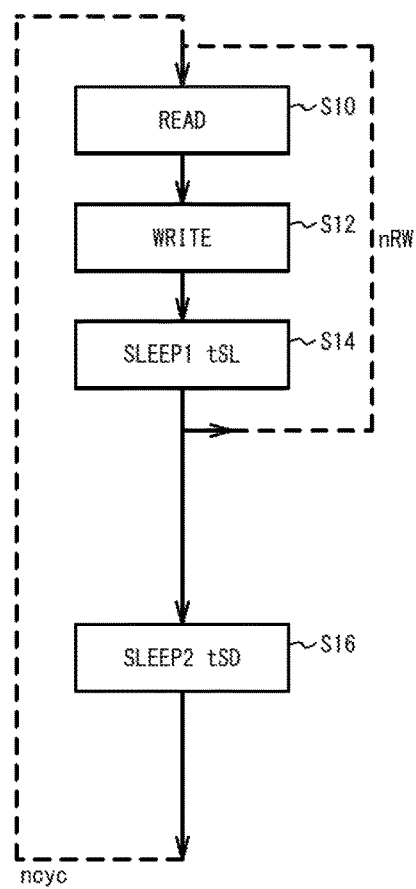 READ
S10
WRITE
S12
nRW
SLEEP1 tSL
S14
SLEEP2 tSD
S16
ncyc